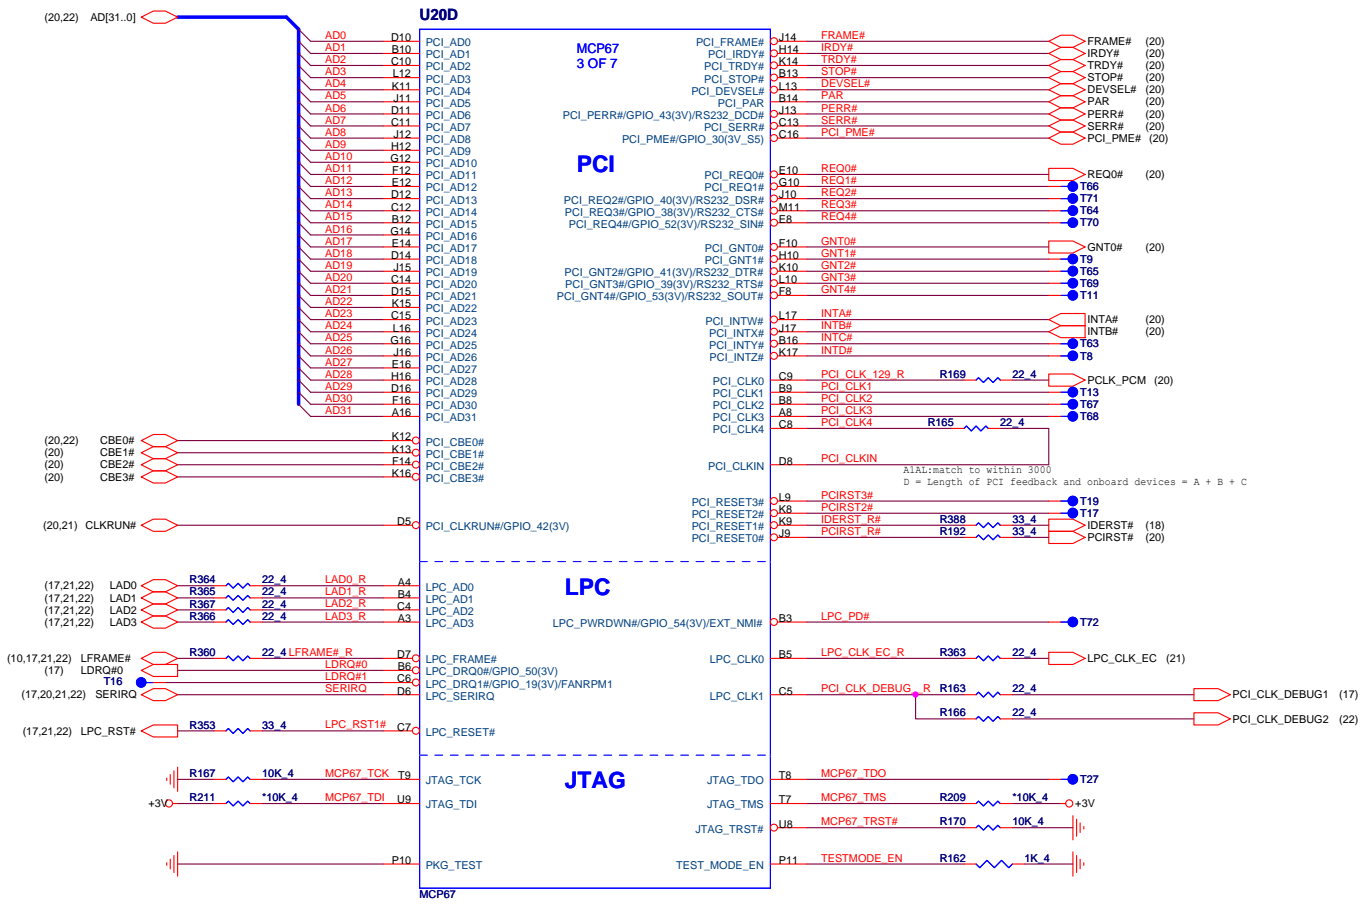 U20D
(20,22) AD[31..0]
MCP67
3 OF 7
PCI
AD0 D10 PCI_AD0
AD1 B10 PCI_AD1
AD2 C10 PCI_AD2
AD3 L12 PCI_AD3
AD4 K11 PCI_AD4
AD5 J11 PCI_AD5
AD6 D11 PCI_AD6
AD7 C11 PCI_AD7
AD8 J12 PCI_AD8
AD9 H12 PCI_AD9
AD10 G12 PCI_AD10
AD11 F12 PCI_AD11
AD12 E12 PCI_AD12
AD13 D12 PCI_AD13
AD14 C12 PCI_AD14
AD15 B12 PCI_AD15
AD16 G14 PCI_AD16
AD17 E14 PCI_AD17
AD18 D14 PCI_AD18
AD19 J15 PCI_AD19
AD20 C14 PCI_AD20
AD21 D15 PCI_AD21
AD22 K15 PCI_AD22
AD23 C15 PCI_AD23
AD24 L16 PCI_AD24
AD25 G16 PCI_AD25
AD26 J16 PCI_AD26
AD27 E16 PCI_AD27
AD28 H16 PCI_AD28
AD29 D16 PCI_AD29
AD30 F16 PCI_AD30
AD31 A16 PCI_AD31
(20,22) CBE0# K12 PCI_CBE0#
(20) CBE1# K13 PCI_CBE1#
(20) CBE2# F14 PCI_CBE2#
(20) CBE3# K16 PCI_CBE3#
(20,21) CLKRUN# D5 PCI_CLKRUN#/GPIO_42(3V)
PCI_FRAME# J14 FRAME# FRAME# (20)
PCI_IRDY# H14 IRDY# IRDY# (20)
PCI_TRDY# K14 TRDY# TRDY# (20)
PCI_STOP# B13 STOP# STOP# (20)
PCI_DEVSEL# L13 DEVSEL# DEVSEL# (20)
PCI_PAR B14 PAR PAR (20)
PCI_PERR#/GPIO_43(3V)/RS232_DCD# J13 PERR# PERR# (20)
PCI_SERR# C13 SERR# SERR# (20)
PCI_PME#/GPIO_30(3V_S5) C16 PCI_PME# PCI_PME# (20)
PCI_REQ0# E10 REQ0# REQ0# (20)
PCI_REQ1# G10 REQ1# T66
PCI_REQ2#/GPIO_40(3V)/RS232_DSR# J10 REQ2# T71
PCI_REQ3#/GPIO_38(3V)/RS232_CTS# M11 REQ3# T64
PCI_REQ4#/GPIO_52(3V)/RS232_SIN# E8 REQ4# T70
PCI_GNT0# F10 GNT0# GNT0# (20)
PCI_GNT1# H10 GNT1# T9
PCI_GNT2#/GPIO_41(3V)/RS232_DTR# K10 GNT2# T65
PCI_GNT3#/GPIO_39(3V)/RS232_RTS# L10 GNT3# T69
PCI_GNT4#/GPIO_53(3V)/RS232_SOUT# F8 GNT4# T11
PCI_INTW# L17 INTA# INTA# (20)
PCI_INTX# J17 INTB# INTB# (20)
PCI_INTY# B16 INTC# T63
PCI_INTZ# K17 INTD# T8
PCI_CLK0 C9 PCI_CLK_129_R R169 22_4 PCLK_PCM (20)
PCI_CLK1 B9 PCI_CLK1 T13
PCI_CLK2 B8 PCI_CLK2 T67
PCI_CLK3 A8 PCI_CLK3 T68
PCI_CLK4 C8 PCI_CLK4 R165 22_4
PCI_CLKIN D8 PCI_CLKIN
A1AL:match to within 3000
D = Length of PCI feedback and onboard devices = A + B + C
PCI_RESET3# L9 PCIRST3# T19
PCI_RESET2# K8 PCIRST2# T17
PCI_RESET1# K9 IDERST_R# R388 33_4 IDERST# (18)
PCI_RESET0# J9 PCIRST_R# R192 33_4 PCIRST# (20)
LPC
(17,21,22) LAD0 R364 22_4 LAD0_R A4 LPC_AD0
(17,21,22) LAD1 R365 22_4 LAD1_R B4 LPC_AD1
(17,21,22) LAD2 R367 22_4 LAD2_R C4 LPC_AD2
(17,21,22) LAD3 R366 22_4 LAD3_R A3 LPC_AD3
(10,17,21,22) LFRAME# R360 22_4 LFRAME#_R D7 LPC_FRAME#
(17) LDRQ#0 LDRQ#0 B6 LPC_DRQ0#/GPIO_50(3V)
T16 LDRQ#1 C6 LPC_DRQ1#/GPIO_19(3V)/FANRPM1
(17,20,21,22) SERIRQ SERIRQ D6 LPC_SERIRQ
(17,21,22) LPC_RST# R353 33_4 LPC_RST1# C7 LPC_RESET#
LPC_PWRDWN#/GPIO_54(3V)/EXT_NMI# B3 LPC_PD# T72
LPC_CLK0 B5 LPC_CLK_EC_R R363 22_4 LPC_CLK_EC (21)
LPC_CLK1 C5 PCI_CLK_DEBUG_R R163 22_4 PCI_CLK_DEBUG1 (17)
R166 22_4 PCI_CLK_DEBUG2 (22)
JTAG
R167 10K_4 MCP67_TCK T9 JTAG_TCK
+3V R211 *10K_4 MCP67_TDI U9 JTAG_TDI
P10 PKG_TEST
JTAG_TDO T8 MCP67_TDO T27
JTAG_TMS T7 MCP67_TMS R209 *10K_4 +3V
JTAG_TRST# U8 MCP67_TRST# R170 10K_4
TEST_MODE_EN P11 TESTMODE_EN R162 1K_4
MCP67